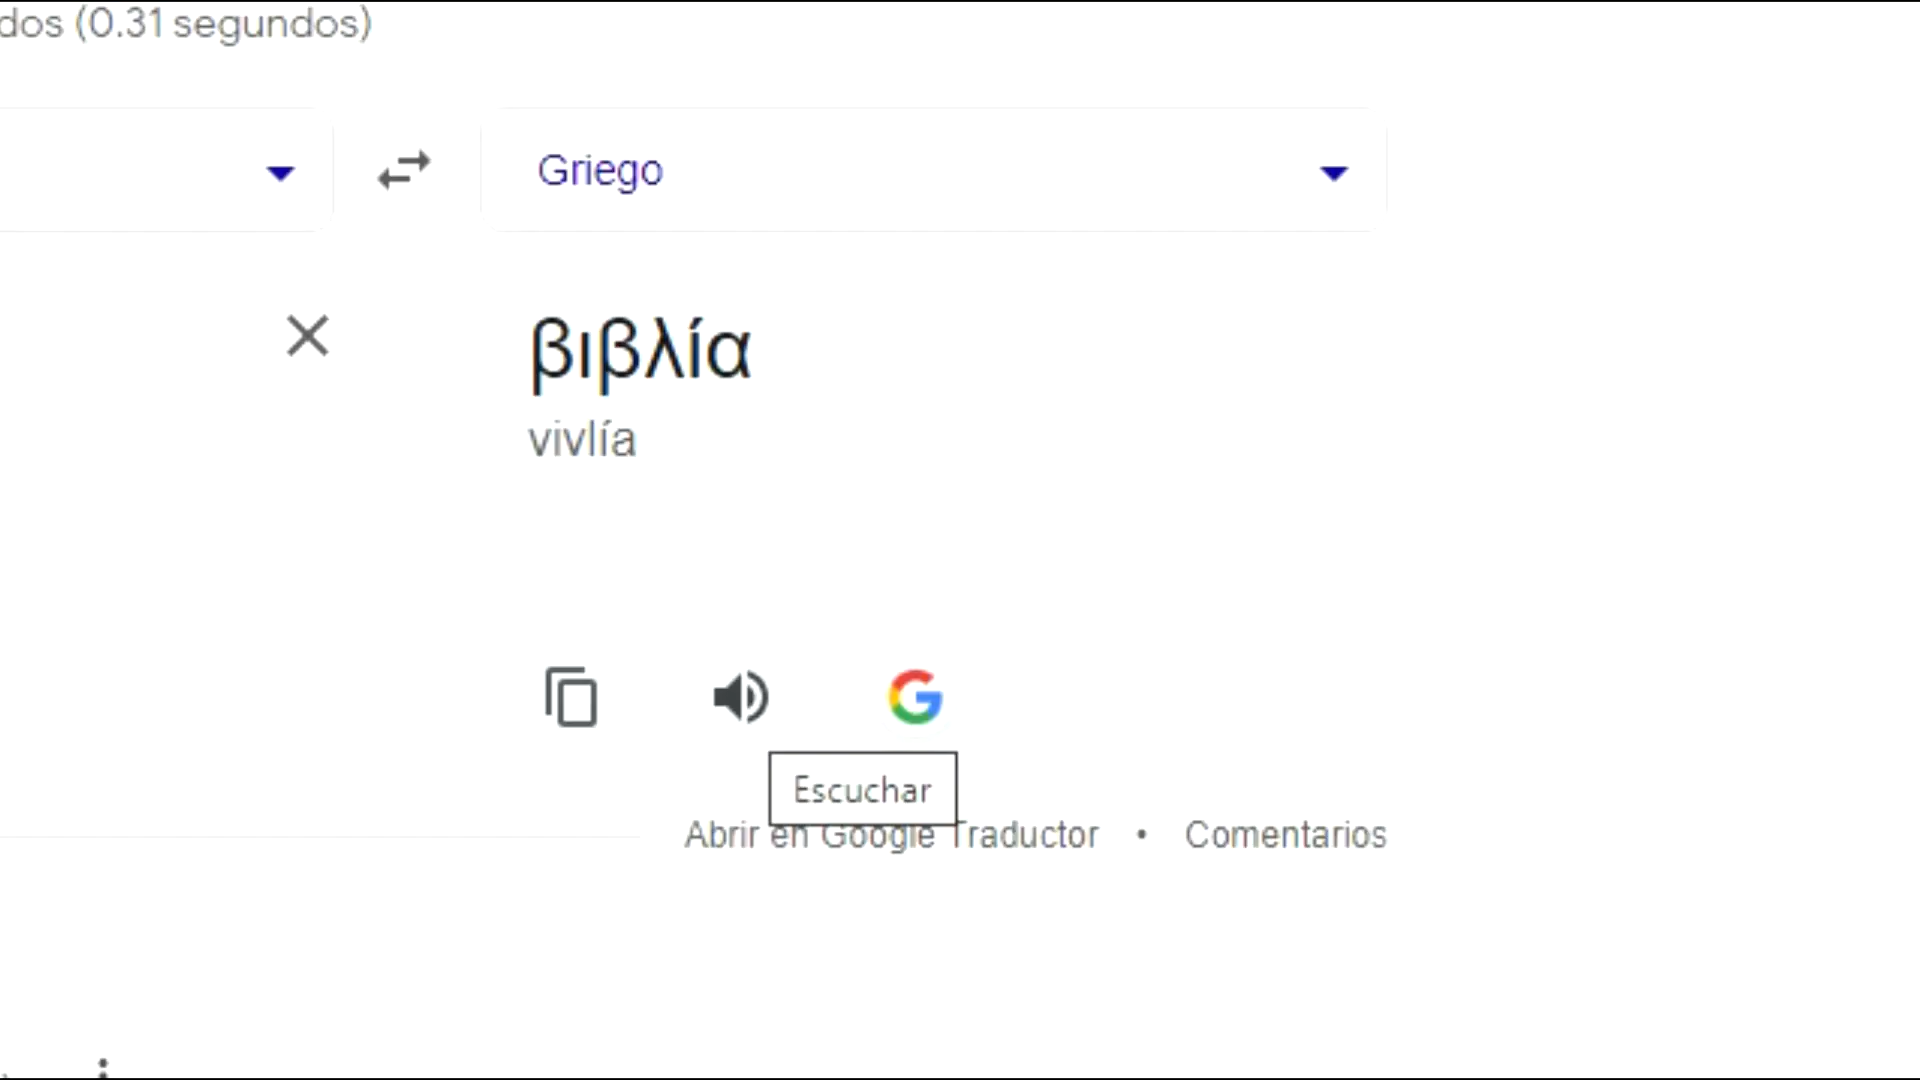 dos (0.31 segundos)
Griego
βιβλία
vivlía
Escuchar
Abrir en Google Traductor • Comentarios